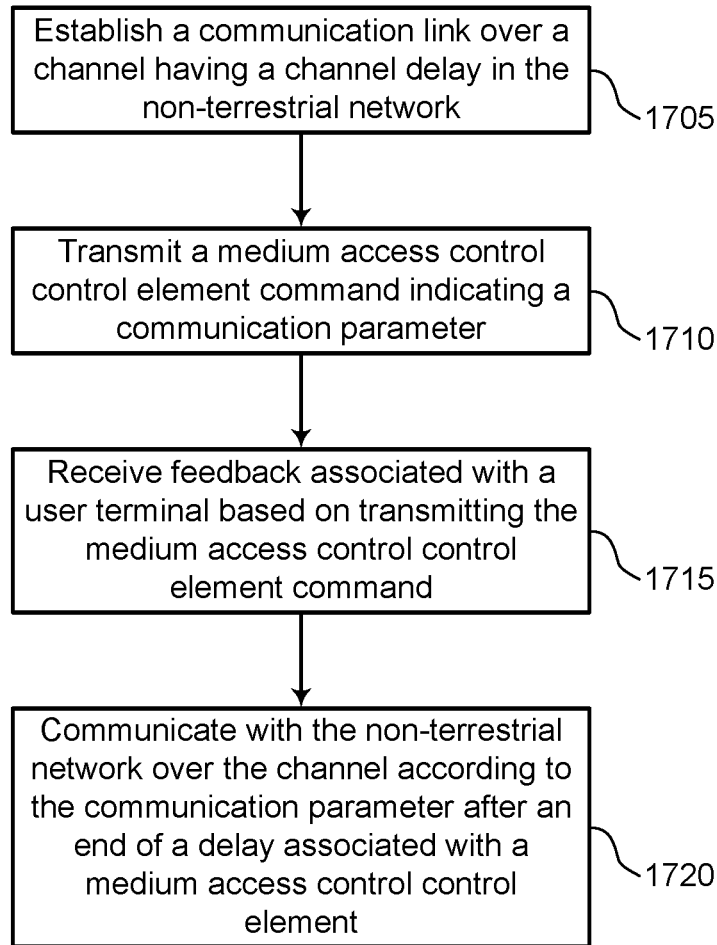 Establish a communication link over a
channel having a channel delay in the
non-terrestrial network
1705
Transmit a medium access control
control element command indicating a
communication parameter
1710
Receive feedback associated with a
user terminal based on transmitting the
medium access control control
element command
1715
Communicate with the non-terrestrial
network over the channel according to
the communication parameter after an
end of a delay associated with a
medium access control control
element
1720